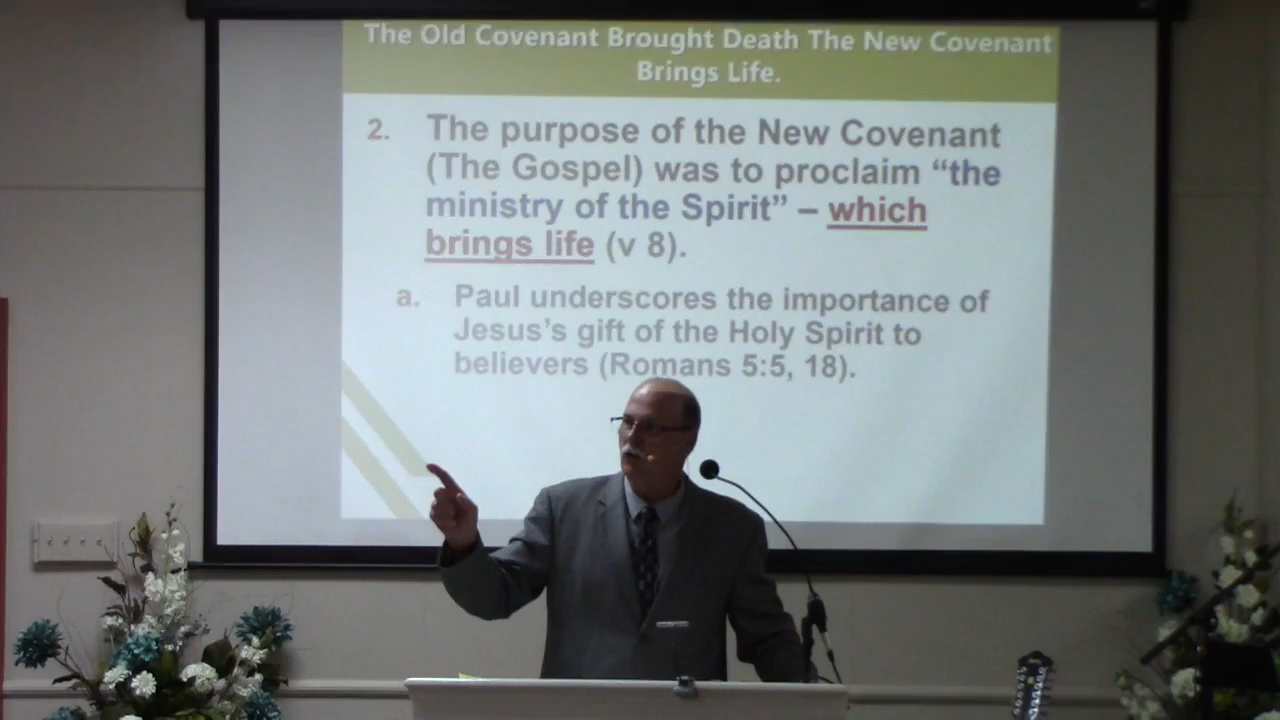 The Old Covenant Brought Death The New Covenant
Brings Life.
2. The purpose of the New Covenant
(The Gospel) was to proclaim “the
ministry of the Spirit” – which
brings life (v 8).
a. Paul underscores the importance of
Jesus’s gift of the Holy Spirit to
believers (Romans 5:5, 18).